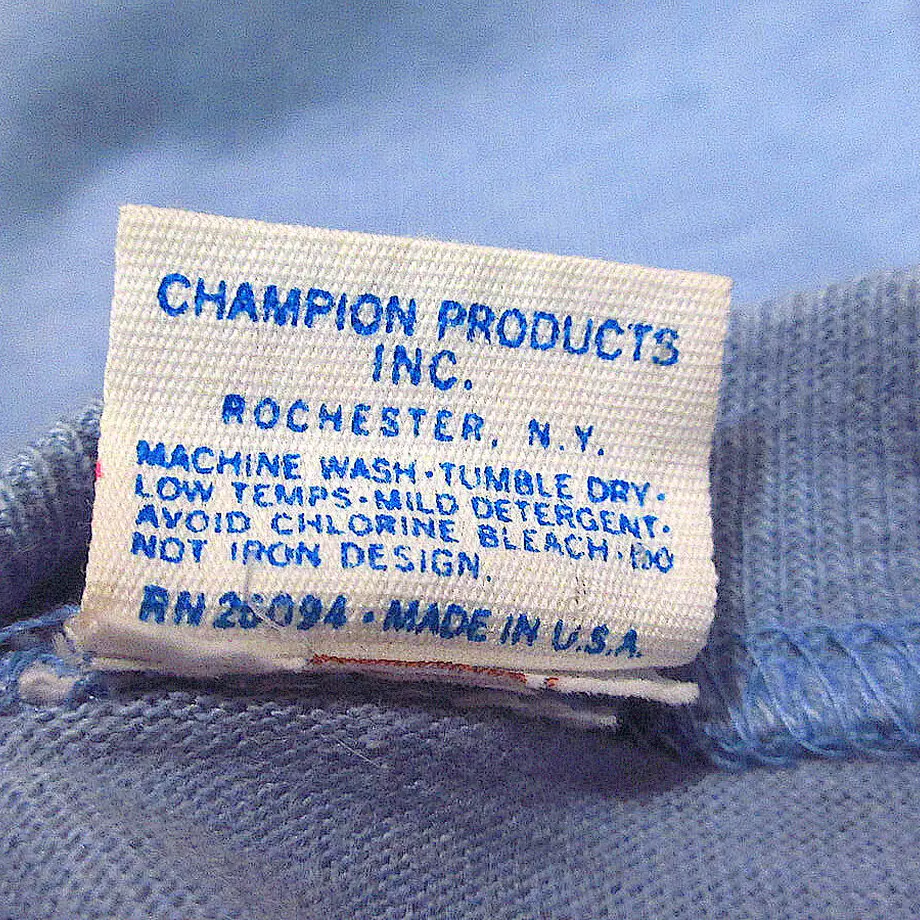 CHAMPION PRODUCTS
INC.
ROCHESTER, N.Y.
MACHINE WASH·TUMBLE DRY·
LOW TEMPS·MILD DETERGENT·
AVOID CHLORINE BLEACH·DO
NOT IRON DESIGN.
RN 26094 · MADE IN U.S.A.